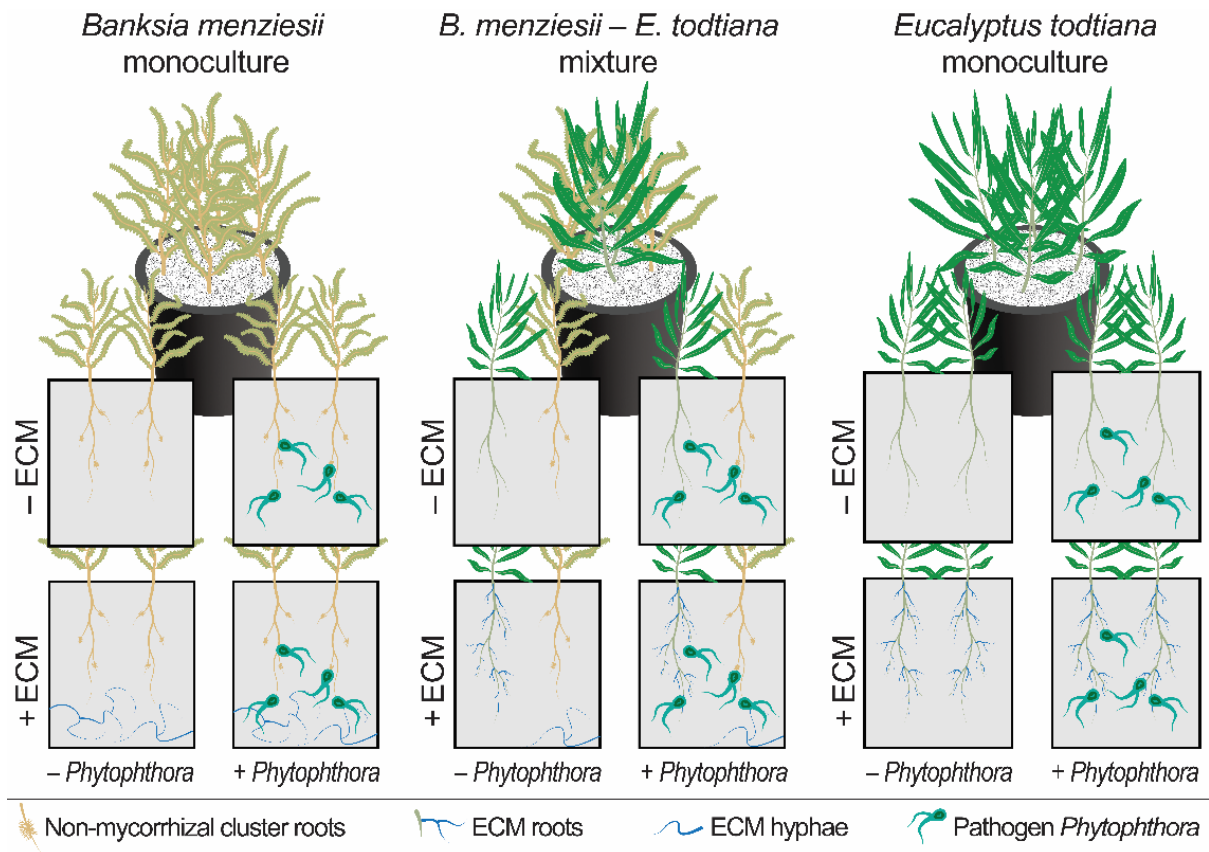 Banksia menziesii
monoculture
B. menziesii – E. todtiana
mixture
Eucalyptus todtiana
monoculture
– ECM
– ECM
– ECM
+ ECM
+ ECM
+ ECM
– Phytophthora
+ Phytophthora
– Phytophthora
+ Phytophthora
– Phytophthora
+ Phytophthora
Non-mycorrhizal cluster roots
ECM roots
ECM hyphae
Pathogen Phytophthora